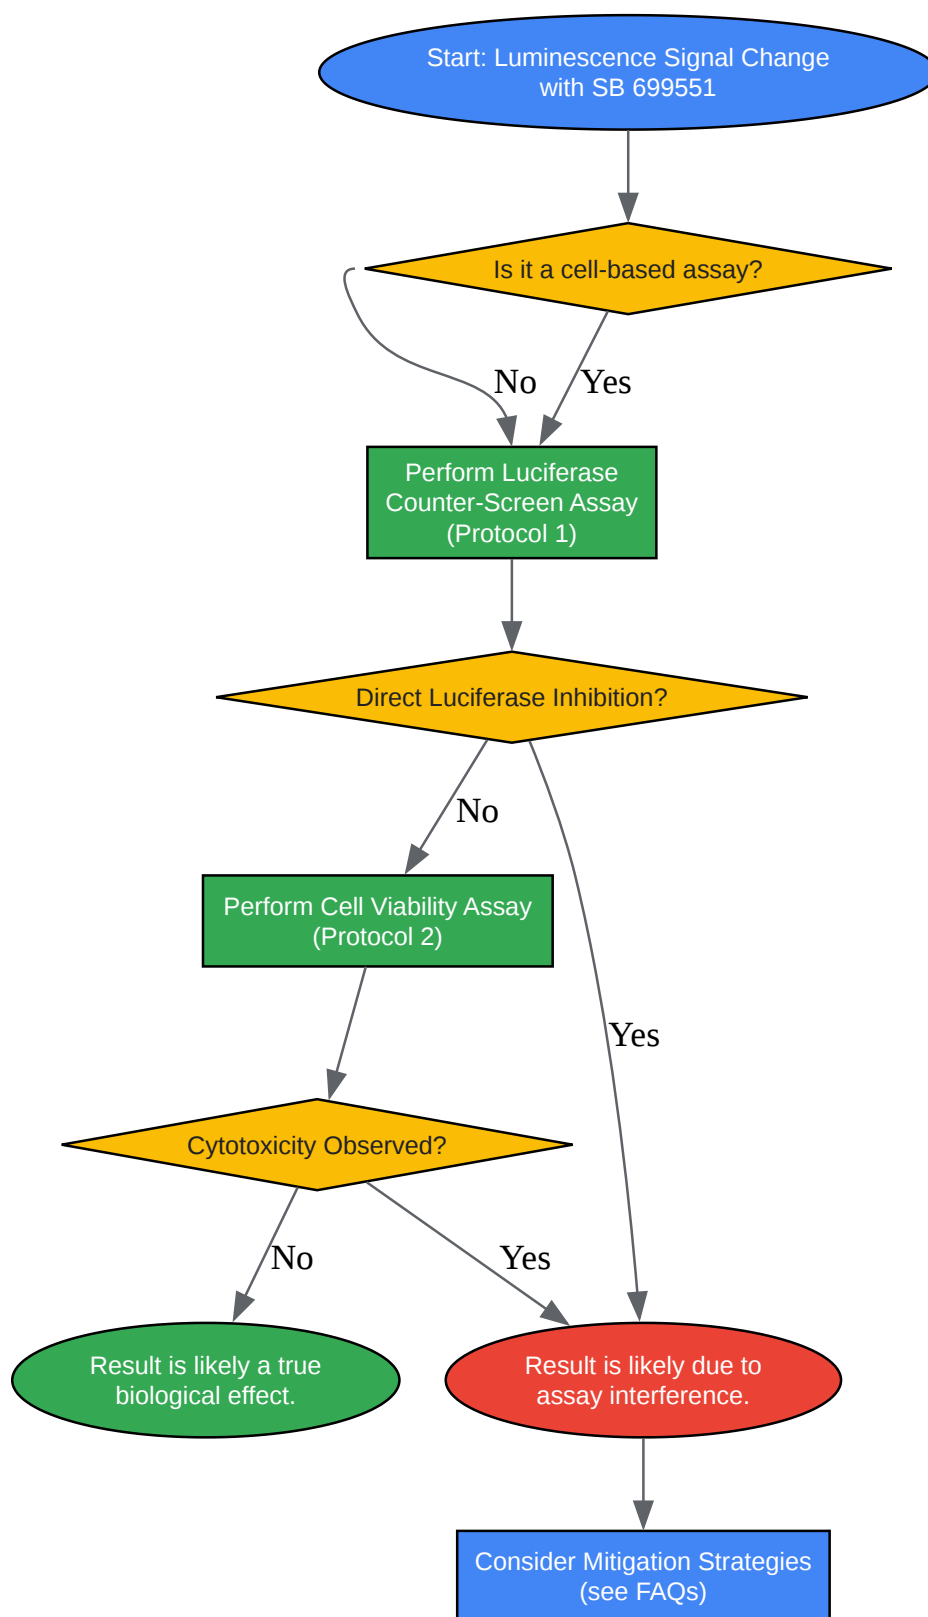 Start: Luminescence Signal Change
with SB 699551
Is it a cell-based assay?
No
Yes
Perform Luciferase
Counter-Screen Assay
(Protocol 1)
Direct Luciferase Inhibition?
No
Perform Cell Viability Assay
(Protocol 2)
Yes
Cytotoxicity Observed?
No
Yes
Result is likely a true
biological effect.
Result is likely due to
assay interference.
Consider Mitigation Strategies
(see FAQs)